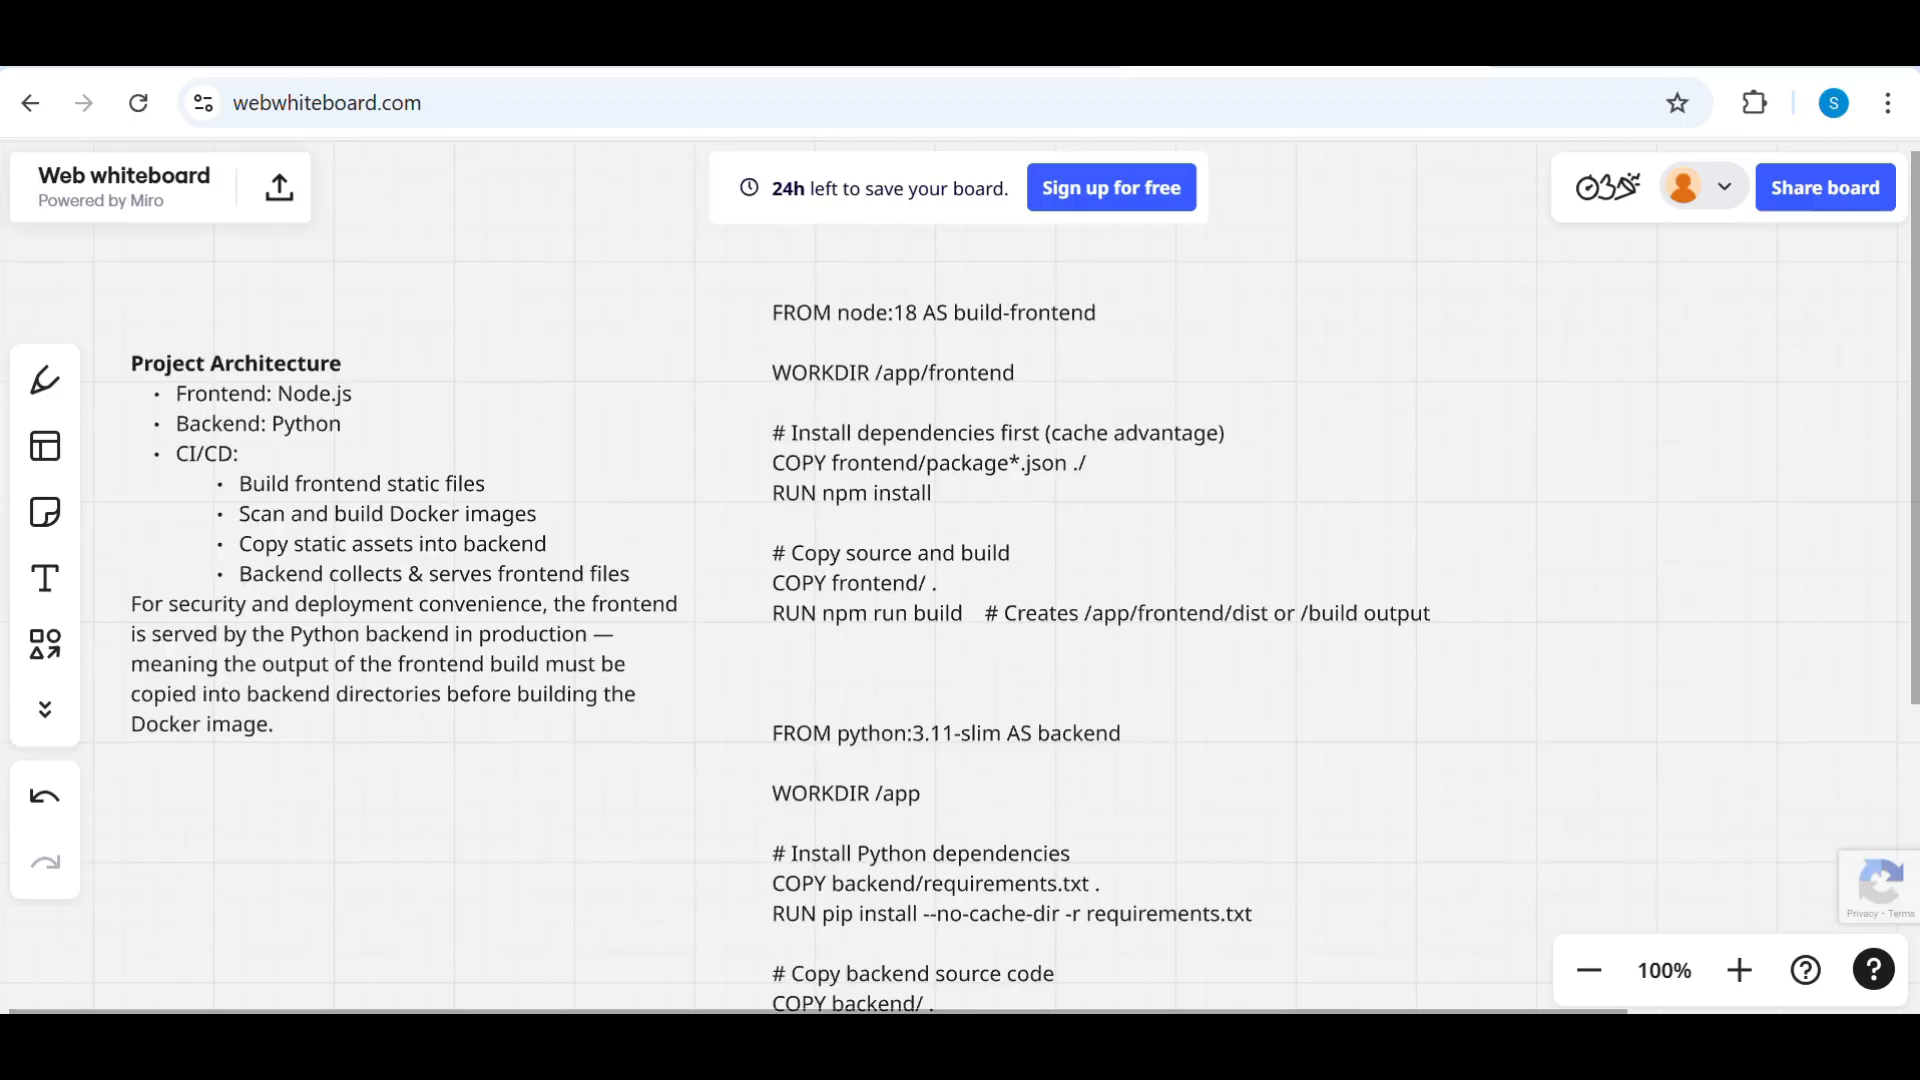 webwhiteboard.com
S
Web whiteboard
Powered by Miro
24h left to save your board.
Sign up for free
Share board
Project Architecture
• Frontend: Node.js
• Backend: Python
• CI/CD:
• Build frontend static files
• Scan and build Docker images
• Copy static assets into backend
• Backend collects & serves frontend files
For security and deployment convenience, the frontend
is served by the Python backend in production —
meaning the output of the frontend build must be
copied into backend directories before building the
Docker image.
FROM node:18 AS build-frontend
WORKDIR /app/frontend
# Install dependencies first (cache advantage)
COPY frontend/package*.json ./
RUN npm install
# Copy source and build
COPY frontend/ .
RUN npm run build # Creates /app/frontend/dist or /build output
FROM python:3.11-slim AS backend
WORKDIR /app
# Install Python dependencies
COPY backend/requirements.txt .
RUN pip install --no-cache-dir -r requirements.txt
# Copy backend source code
COPY backend/ .
Privacy - Terms
100%